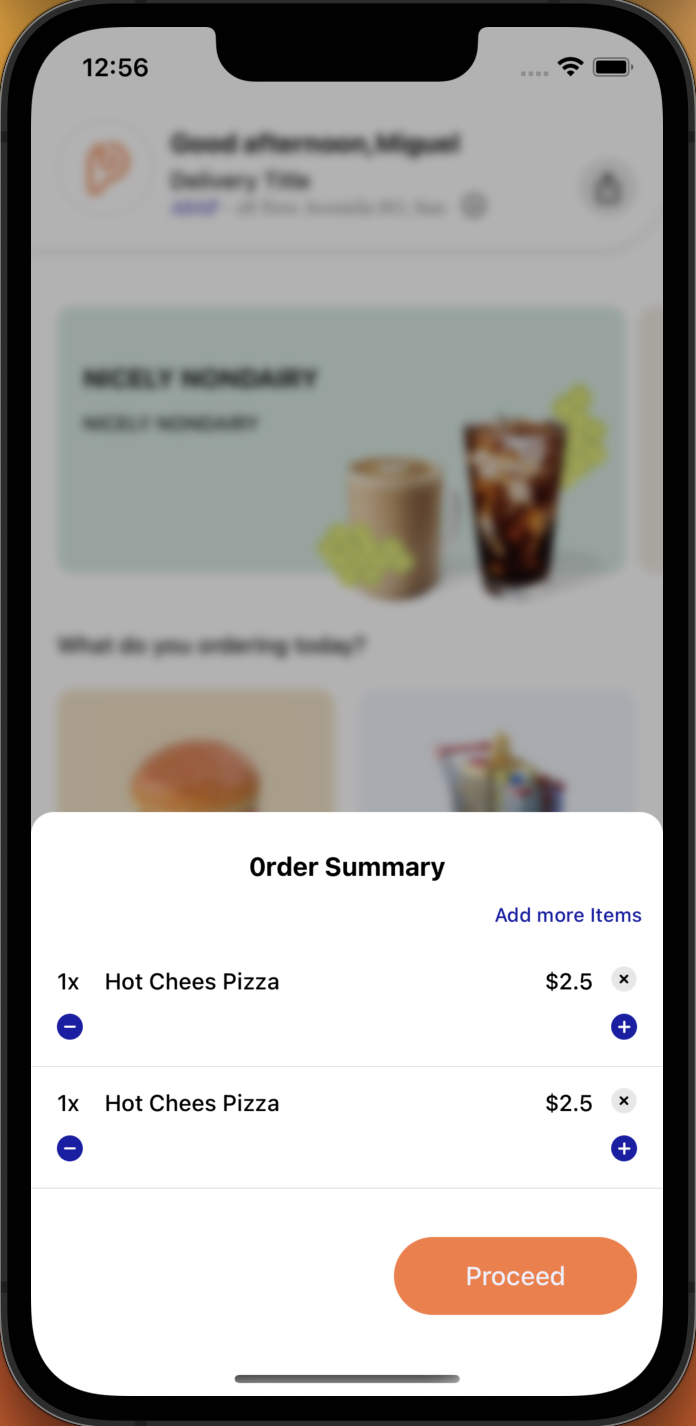 12:56
Good afternoon,Miguel
Delivery Title
ASAP
NICELY NONDAIRY
NICELY NONDAIRY
What do you ordering today?
0rder Summary
Add more Items
1x Hot Chees Pizza $2.5
1x Hot Chees Pizza $2.5
Proceed